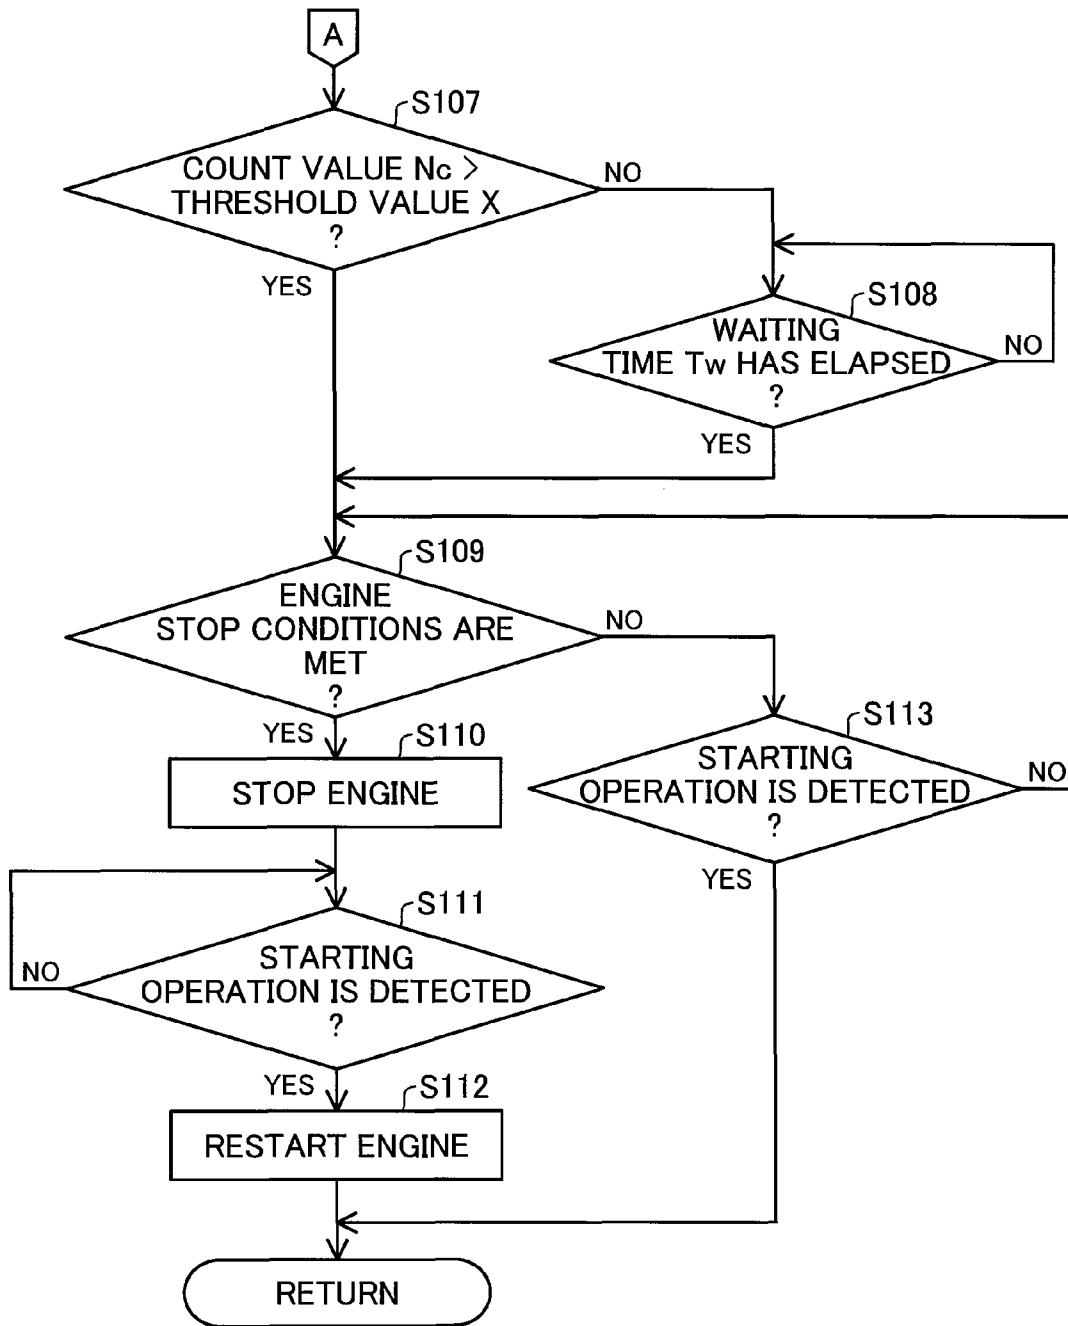 A
S107
COUNT VALUE Nc >
THRESHOLD VALUE X
?
NO
YES
S108
WAITING
TIME Tw HAS ELAPSED
?
NO
YES
S109
ENGINE
STOP CONDITIONS ARE
MET
?
NO
YES
S110
STOP ENGINE
S113
STARTING
OPERATION IS DETECTED
?
NO
YES
S111
STARTING
OPERATION IS DETECTED
?
NO
YES
S112
RESTART ENGINE
RETURN